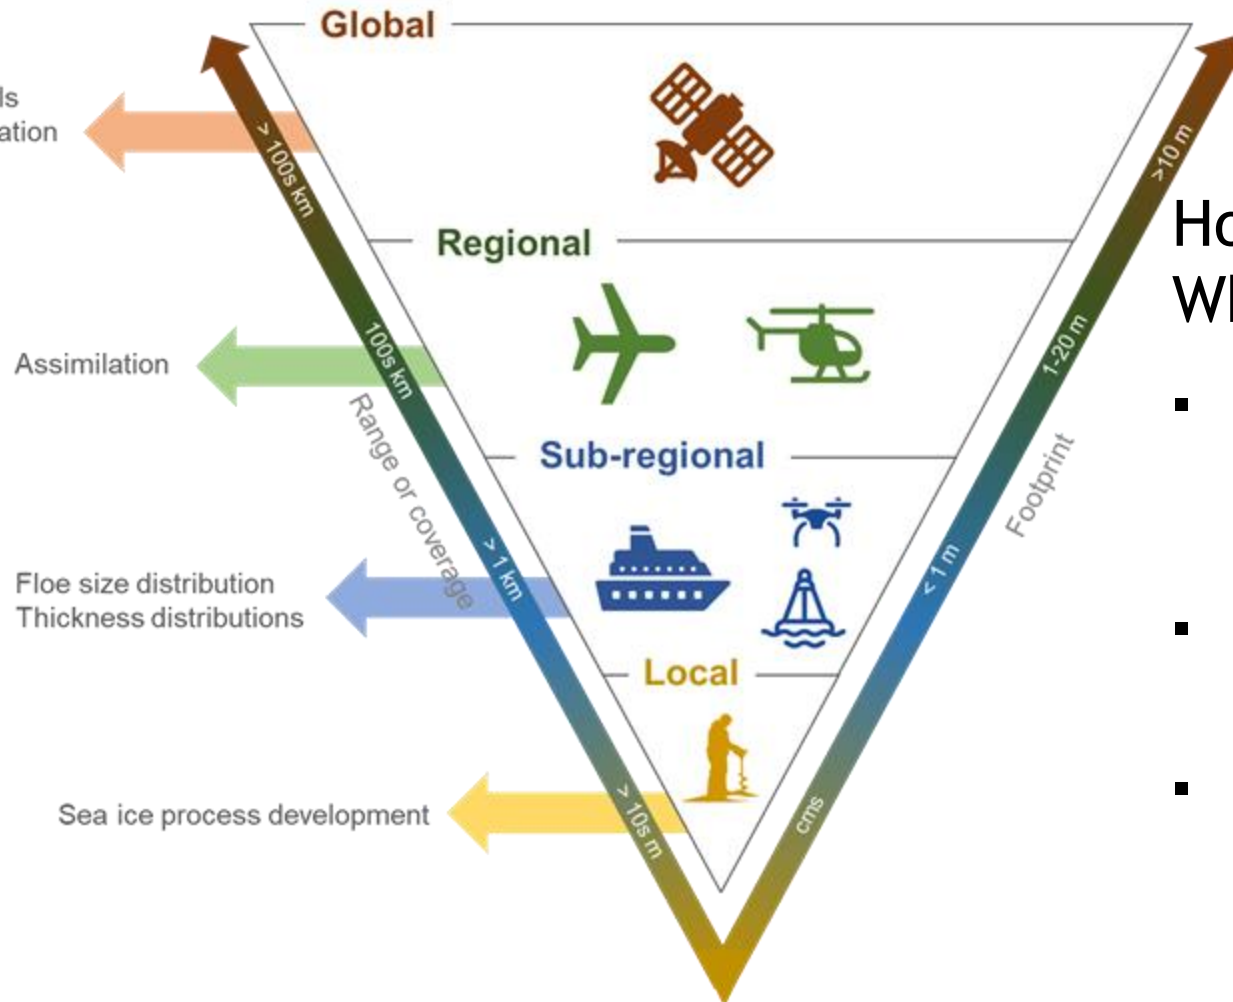 Global
> 100s km
>10 m
Regional
Assimilation
100s km
1-20 m
Range or coverage
Footprint
Sub-regional
Floe size distribution
Thickness distributions
> 1 km
< 1 m
Local
Sea ice process development
> 10s m
cms